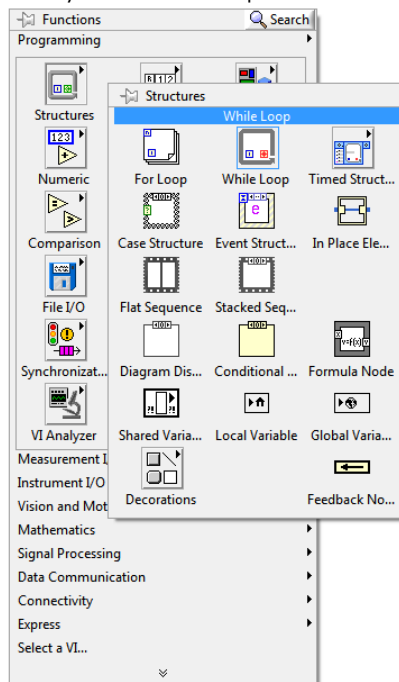 Functions Search
Programming
Structures
While Loop
Structures
For Loop While Loop Timed Struct...
Numeric
Case Structure Event Struct... In Place Ele...
Comparison
Flat Sequence Stacked Seq...
File I/O
Diagram Dis... Conditional ... Formula Node
Synchronizat...
Shared Varia... Local Variable Global Varia...
VI Analyzer
Measurement I
Instrument I/O
Decorations Feedback No...
Vision and Mot
Mathematics
Signal Processing
Data Communication
Connectivity
Express
Select a VI...